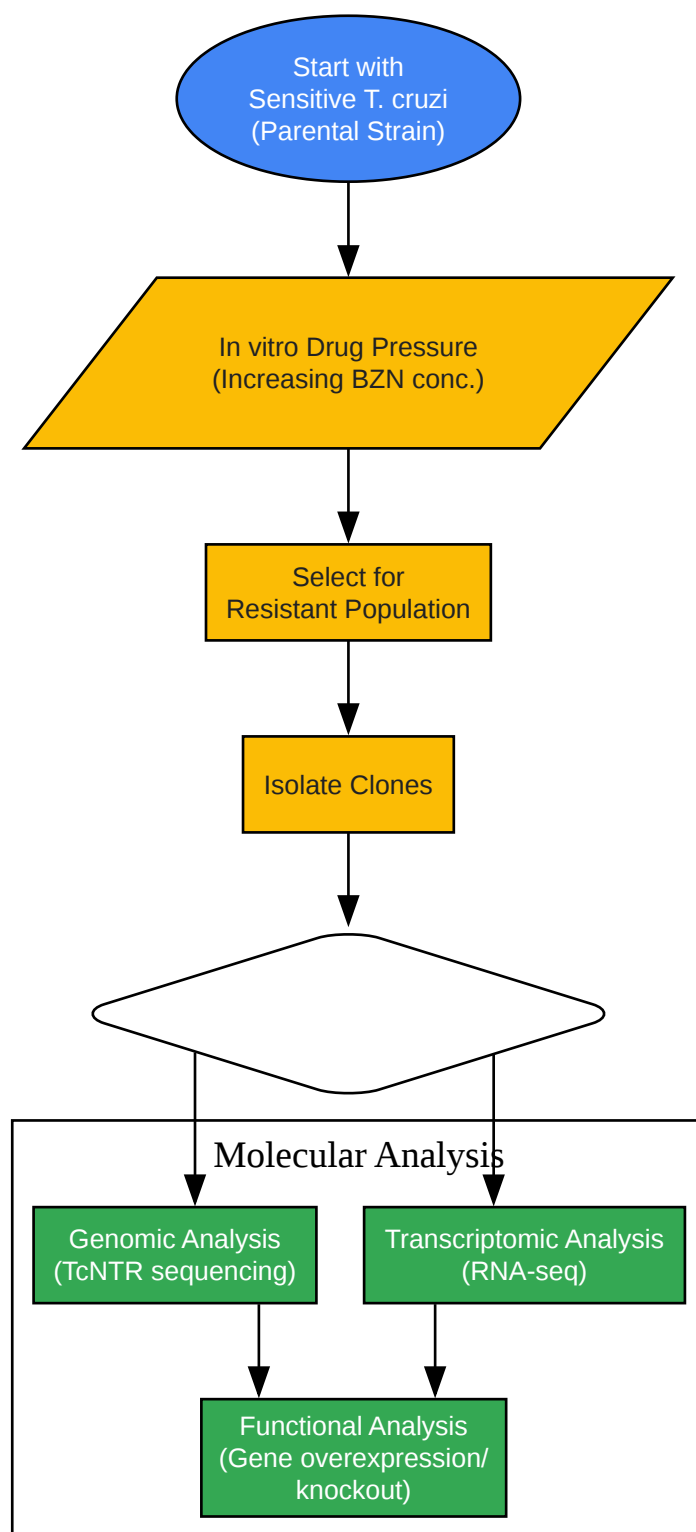 Start with
Sensitive T. cruzi
(Parental Strain)
In vitro Drug Pressure
(Increasing BZN conc.)
Select for
Resistant Population
Isolate Clones
Molecular Analysis
Genomic Analysis
(TcNTR sequencing)
Transcriptomic Analysis
(RNA-seq)
Functional Analysis
(Gene overexpression/
knockout)